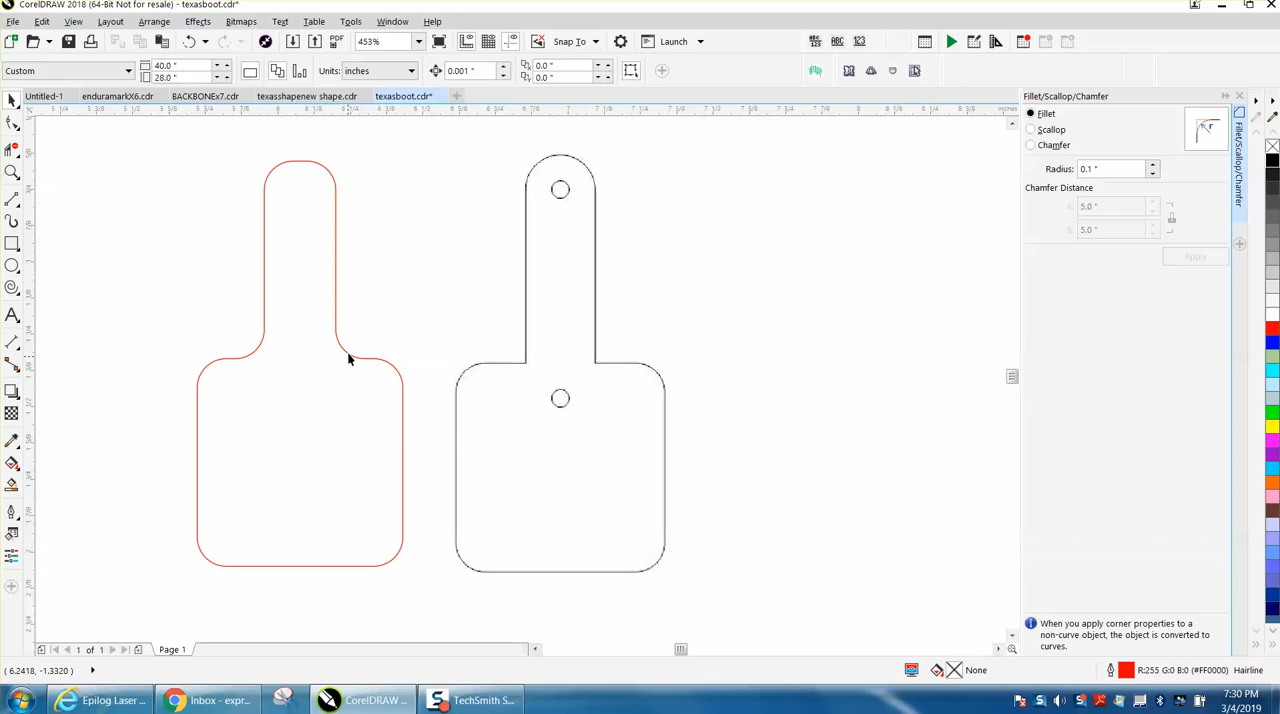 CorelDRAW 2018 (64-Bit Not for resale) - texasboot.cdr*
File Edit View Layout Arrange Effects Bitmaps Text Table Tools Window Help
453% Snap To Launch
Custom 40.0 " 28.0 " Units: inches 0.001 " 0.0 " 0.0 "
Untitled-1 enduramarkX6.cdr BACKBONEx7.cdr texasshapenew shape.cdr texasboot.cdr*
inches
Fillet/Scallop/Chamfer
Fillet
Scallop
Chamfer
Radius: 0.1 "
Chamfer Distance
5.0 "
5.0 "
Apply
Fillet/Scallop/Chamfer
When you apply corner properties to a
non-curve object, the object is converted to
curves.
1 of 1 Page 1
( 6.2418, -1.3320 ) None R:255 G:0 B:0 (#FF0000) Hairline
Epilog Laser ... Inbox - expr... CorelDRAW ... TechSmith S...
7:30 PM
3/4/2019